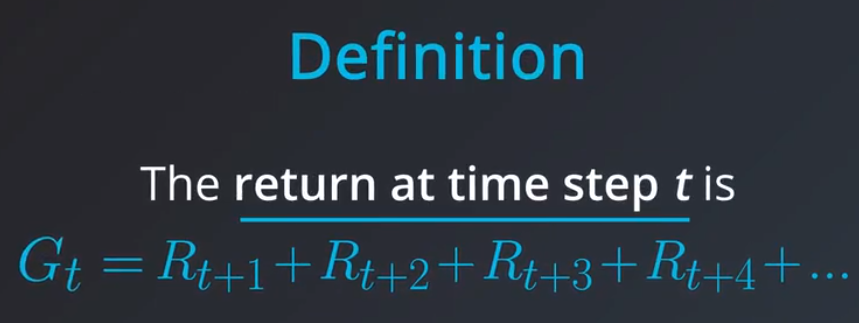 Definition
The return at time step t is
G_t = R_{t+1} + R_{t+2} + R_{t+3} + R_{t+4} + ...